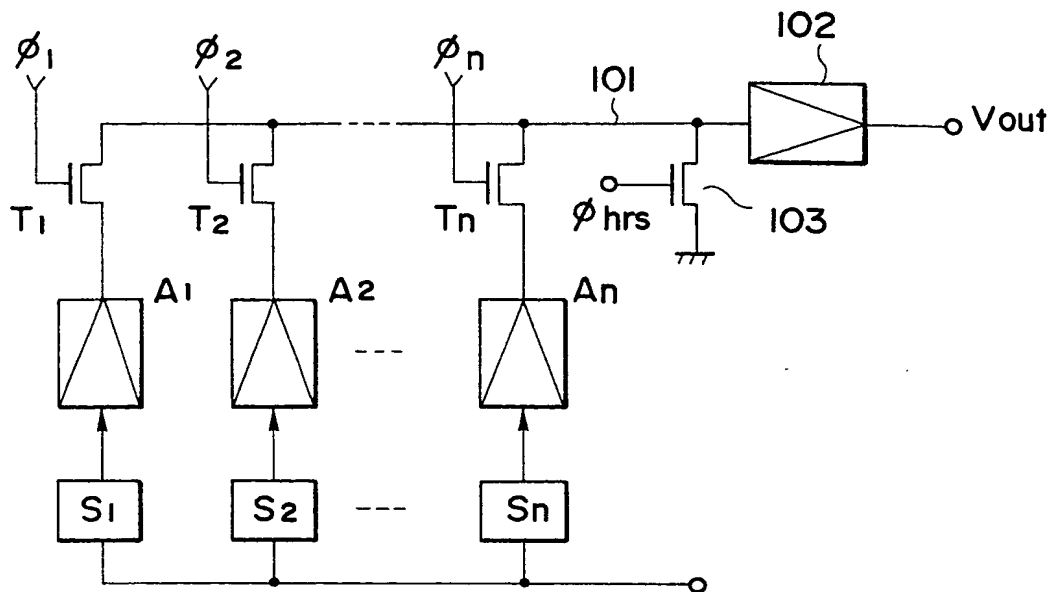 102
ϕ1
ϕ2
ϕn
101
Vout
T1
T2
Tn
ϕhrs
103
A1
A2
An
S1
S2
Sn